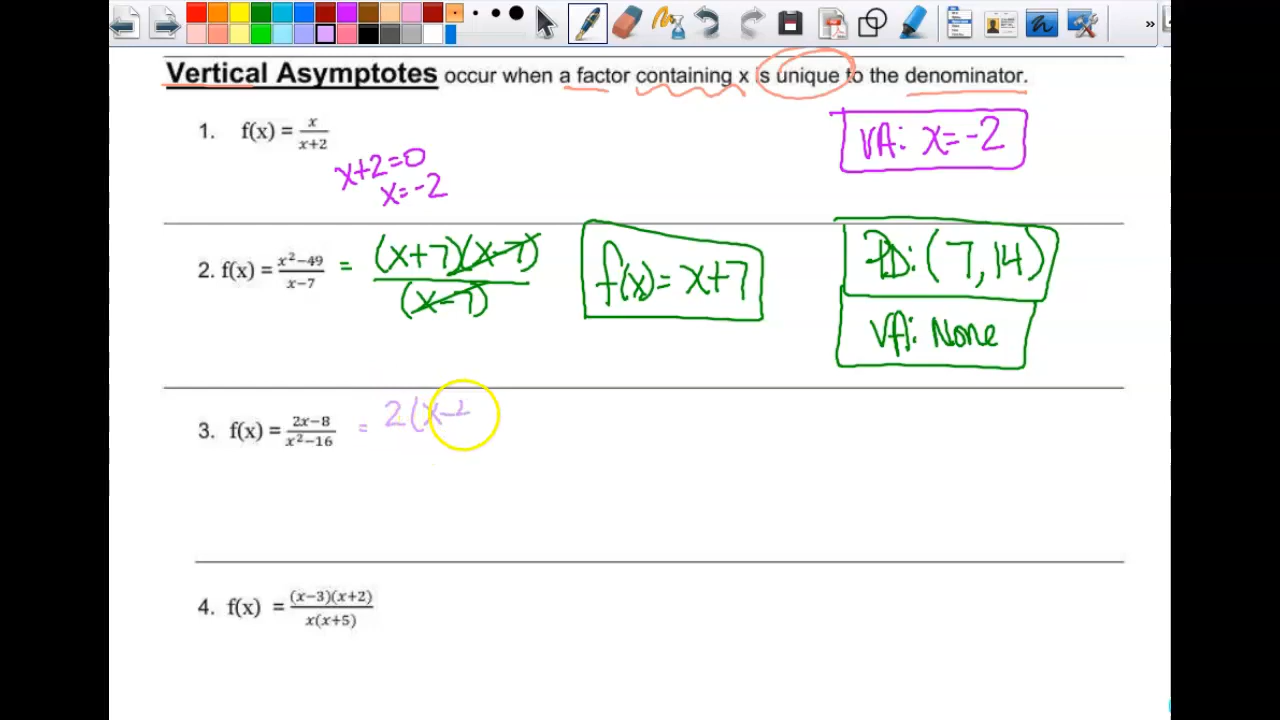 Vertical Asymptotes occur when a factor containing x is unique to the denominator.
1. f(x) = x/(x+2)
x+2=0
x=-2
VA: x=-2
2. f(x) = (x²−49)/(x−7) = (x+7)(x-7)/(x-7)
f(x)= x+7
PD: (7, 14)
VA: None
3. f(x) = (2x−8)/(x²−16) = 2(x-
4. f(x) = (x−3)(x+2)/x(x+5)